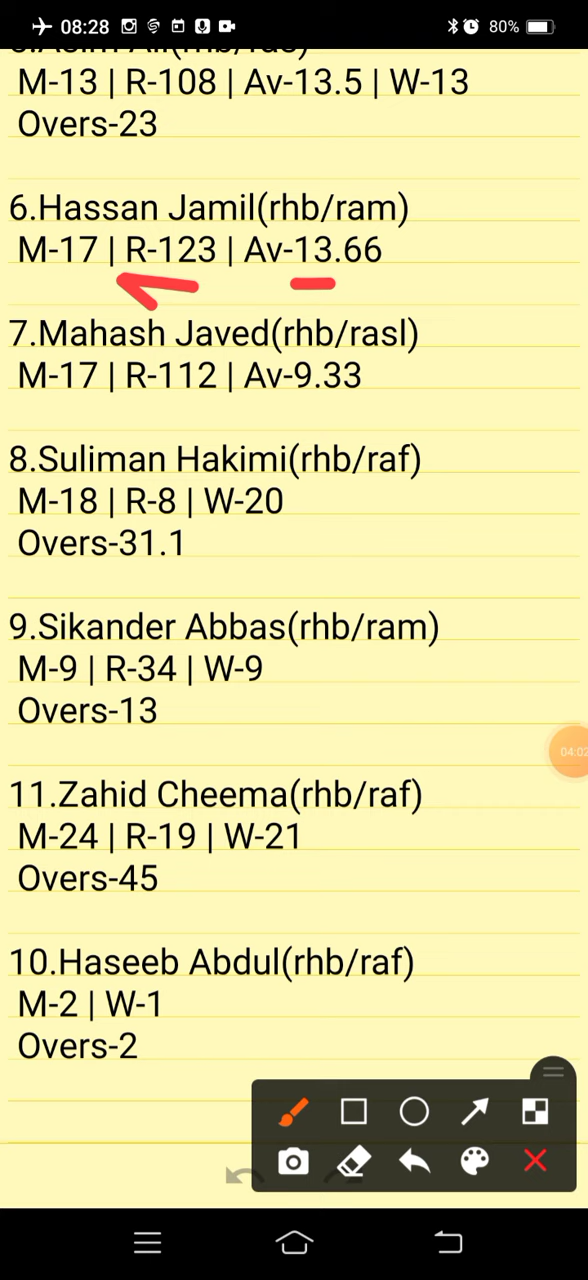 08:28
80%
M-13 | R-108 | Av-13.5 | W-13
Overs-23
6.Hassan Jamil(rhb/ram)
M-17 | R-123 | Av-13.66
7.Mahash Javed(rhb/rasl)
M-17 | R-112 | Av-9.33
8.Suliman Hakimi(rhb/raf)
M-18 | R-8 | W-20
Overs-31.1
9.Sikander Abbas(rhb/ram)
M-9 | R-34 | W-9
Overs-13
04:02
11.Zahid Cheema(rhb/raf)
M-24 | R-19 | W-21
Overs-45
10.Haseeb Abdul(rhb/raf)
M-2 | W-1
Overs-2